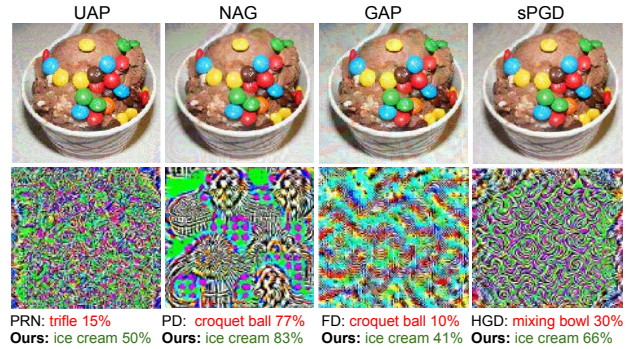 UAP NAG GAP sPGD
PRN: trifle 15% PD: croquet ball 77% FD: croquet ball 10% HGD: mixing bowl 30%
Ours: ice cream 50% Ours: ice cream 83% Ours: ice cream 41% Ours: ice cream 66%